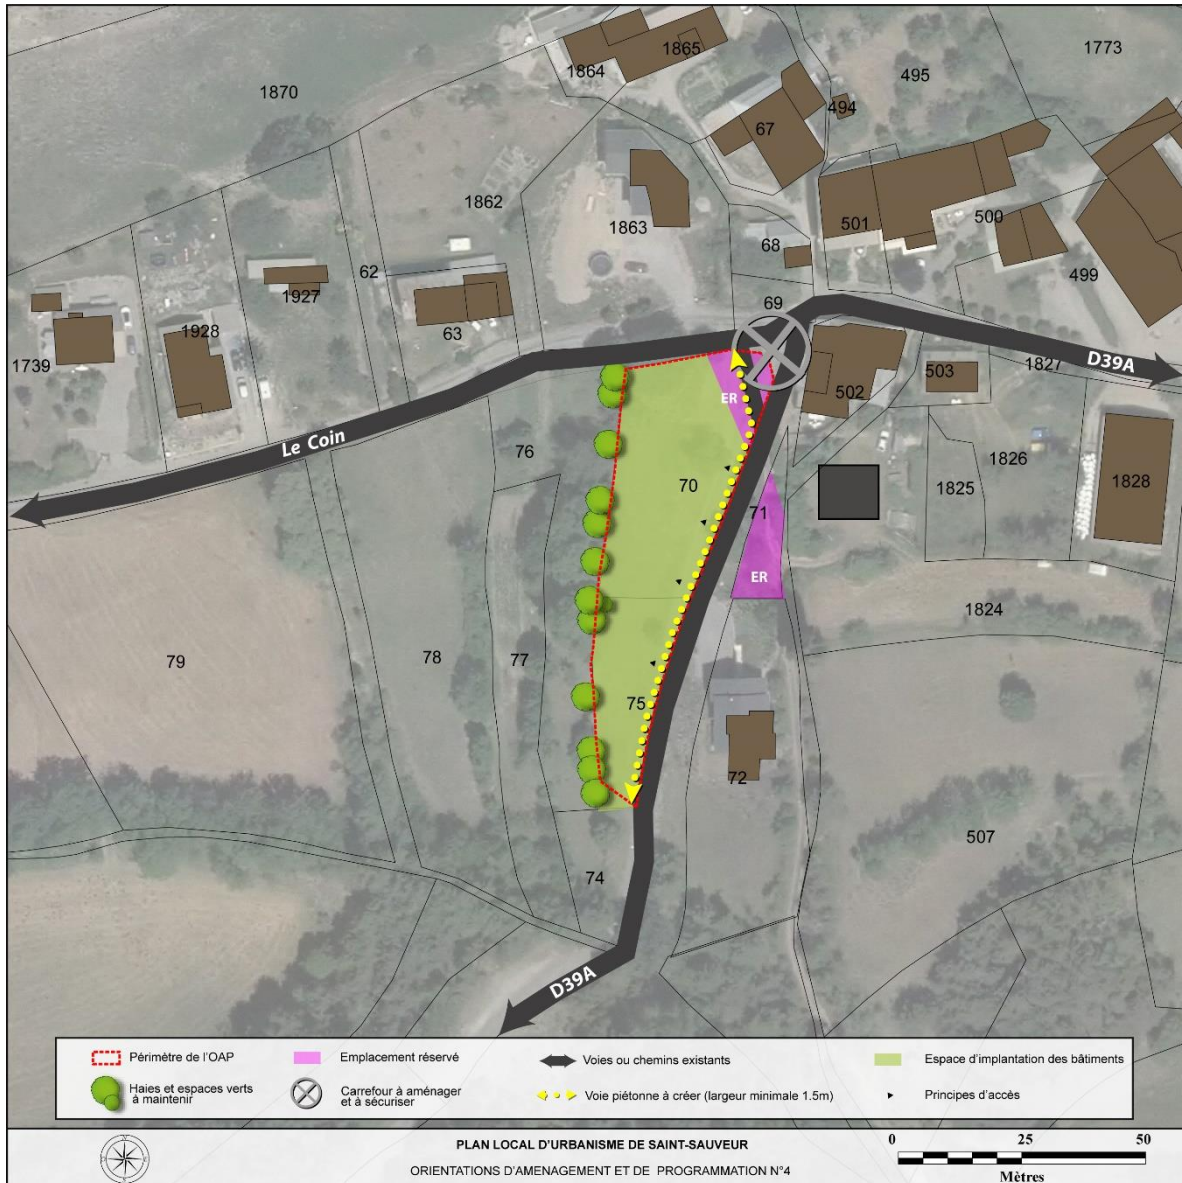 1865
1864
1773
495
1870
494
67
1862
1863
501
500
68
499
62
1927
69
63
1928
1739
D39A
1827
503
502
ER
Le Coin
76
1826
70
1825
1828
71
ER
1824
79
78
77
75
72
507
74
D39A
Périmètre de l'OAP
Emplacement réservé
Voies ou chemins existants
Espace d'implantation des bâtiments
Haies et espaces verts
à maintenir
Carrefour à aménager
et à sécuriser
Voie piétonne à créer (largeur minimale 1.5m)
Principes d'accès
PLAN LOCAL D'URBANISME DE SAINT-SAUVEUR
ORIENTATIONS D'AMENAGEMENT ET DE PROGRAMMATION N°4
0 25 50
Mètres